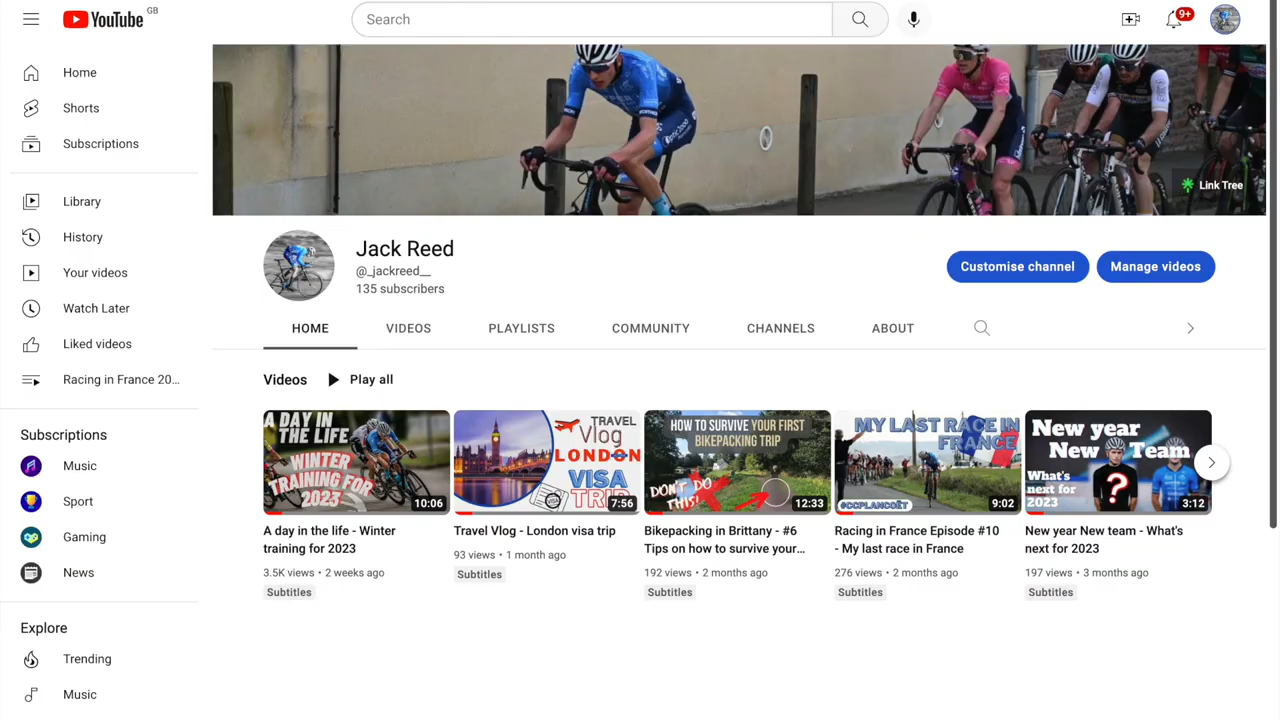 YouTube GB
Search
9+
Home
Shorts
Subscriptions
Library
History
Your videos
Watch Later
Liked videos
Racing in France 20...
Subscriptions
Music
Sport
Gaming
News
Explore
Trending
Music
Link Tree
Jack Reed
@_jackreed__
135 subscribers
Customise channel
Manage videos
HOME
VIDEOS
PLAYLISTS
COMMUNITY
CHANNELS
ABOUT
Videos
Play all
A DAY IN
THE LIFE -
WINTER
TRAINING FOR
2023
10:06
A day in the life - Winter
training for 2023
3.5K views • 2 weeks ago
Subtitles
TRAVEL
Vlog
LONDON
VISA
TRIP
7:56
Travel Vlog - London visa trip
93 views • 1 month ago
Subtitles
HOW TO SURVIVE YOUR FIRST
BIKEPACKING TRIP
DON'T DO
THIS!
12:33
Bikepacking in Brittany - #6
Tips on how to survive your...
192 views • 2 months ago
Subtitles
MY LAST RACE IN
FRANCE
#CCPLANCOËT
9:02
Racing in France Episode #10
- My last race in France
276 views • 2 months ago
Subtitles
New year
New Team
What's
next for
2023
?
3:12
New year New team - What's
next for 2023
197 views • 3 months ago
Subtitles